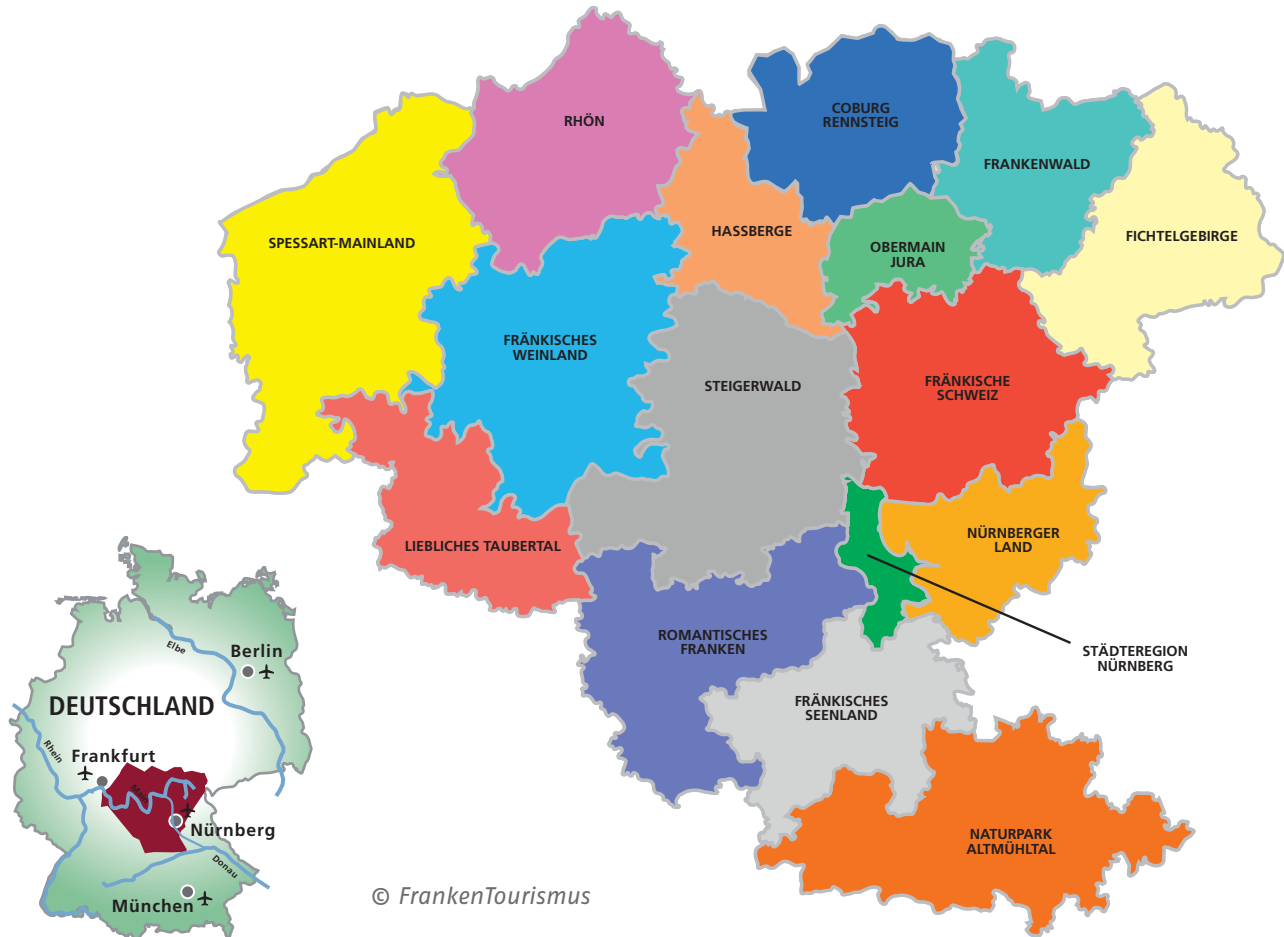 RHÖN
COBURG
RENNSTEIG
FRANKENWALD
SPESSART-MAINLAND
HASSBERGE
OBERMAIN
JURA
FICHTELGEBIRGE
FRÄNKISCHES
WEINLAND
STEIGERWALD
FRÄNKISCHE
SCHWEIZ
LIEBLICHES TAUBERTAL
NÜRNBERGER
LAND
ROMANTISCHES
FRANKEN
STÄDTEREGION
NÜRNBERG
FRÄNKISCHES
SEENLAND
NATURPARK
ALTMÜHLTAL
Elbe
Berlin
DEUTSCHLAND
Rhein
Frankfurt
Main
Nürnberg
Donau
München
© FrankenTourismus